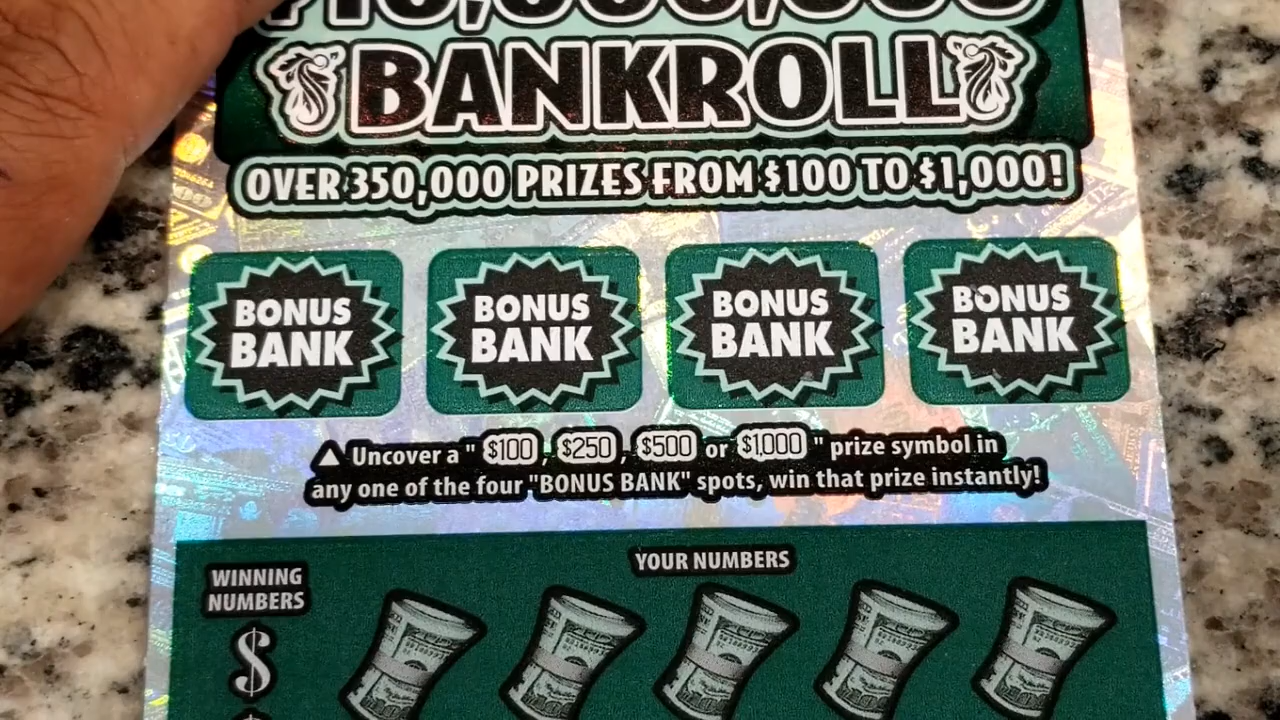 BANKROLL
OVER 350,000 PRIZES FROM $100 TO $1,000!
BONUS BANK
BONUS BANK
BONUS BANK
BONUS BANK
▲ Uncover a " $100 , $250 , $500 or $1,000 " prize symbol in
any one of the four "BONUS BANK" spots, win that prize instantly!
YOUR NUMBERS
WINNING
NUMBERS
$